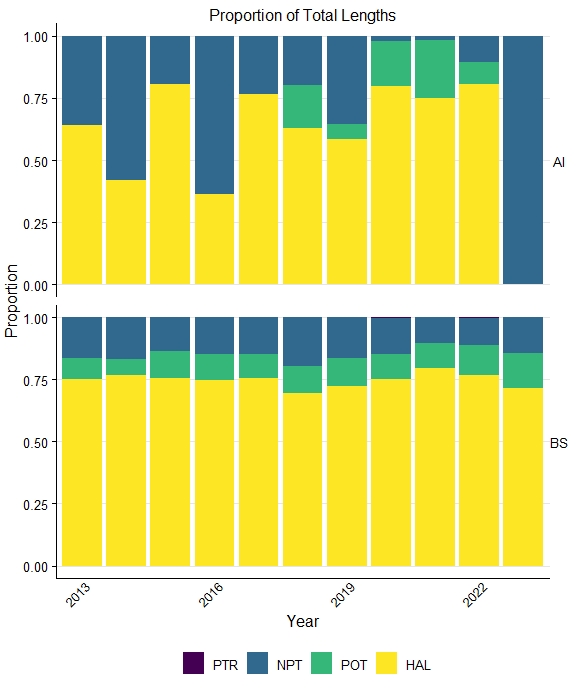 Proportion of Total Lengths
1.00
0.75
0.50
0.25
0.00
AI
Proportion
1.00
0.75
0.50
0.25
0.00
BS
2013
2016
2019
2022
Year
PTR NPT POT HAL